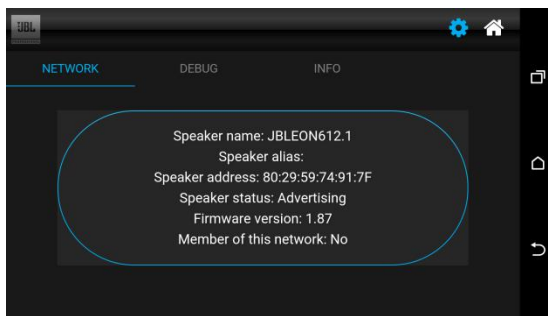 JBL
NETWORK DEBUG INFO
Speaker name: JBLEON612.1
Speaker alias:
Speaker address: 80:29:59:74:91:7F
Speaker status: Advertising
Firmware version: 1.87
Member of this network: No